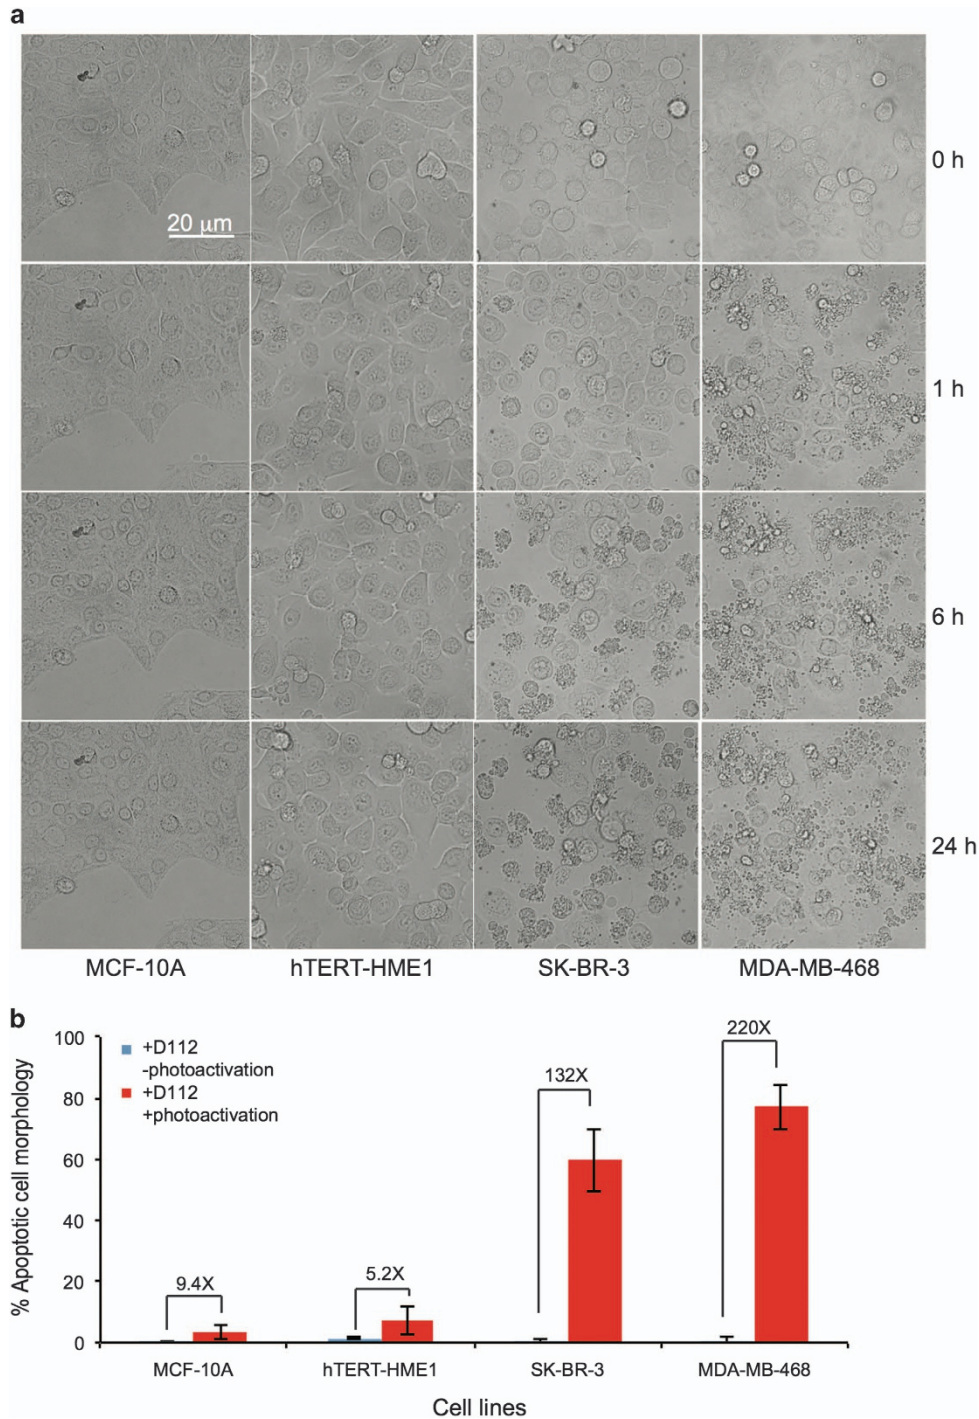 a
20 μm
0 h
1 h
6 h
24 h
MCF-10A hTERT-HME1 SK-BR-3 MDA-MB-468
b
% Apoptotic cell morphology
100
80
60
40
20
0
+D112
-photoactivation
+D112
+photoactivation
9.4X
5.2X
132X
220X
MCF-10A hTERT-HME1 SK-BR-3 MDA-MB-468
Cell lines